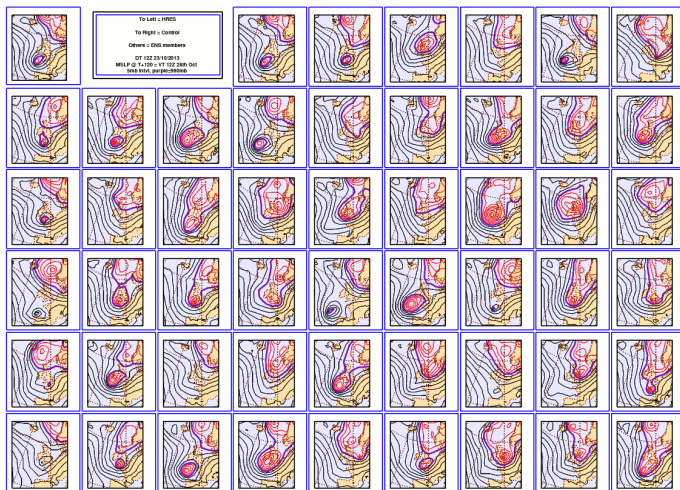 To Left = HRES
To Right = Control
Others = ENS members
DT 12Z 23/10/2013
MSLP @ T+120 = VT 12Z 28th Oct
5mb intvl, purple=990mb